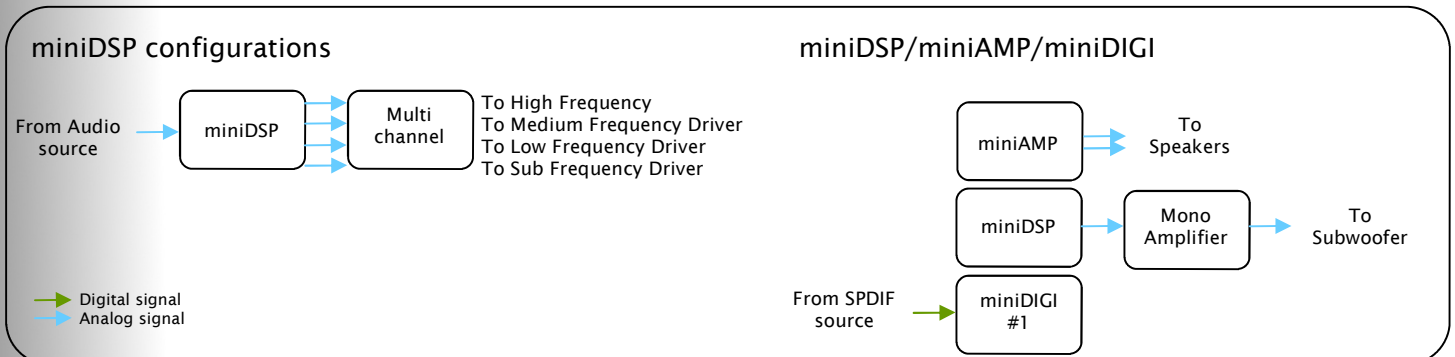 miniDSP configurations
From Audio
source
miniDSP
Multi
channel
To High Frequency
To Medium Frequency Driver
To Low Frequency Driver
To Sub Frequency Driver
Digital signal
Analog signal
miniDSP/miniAMP/miniDIGI
miniAMP
To
Speakers
miniDSP
Mono
Amplifier
To
Subwoofer
From SPDIF
source
miniDIGI
#1